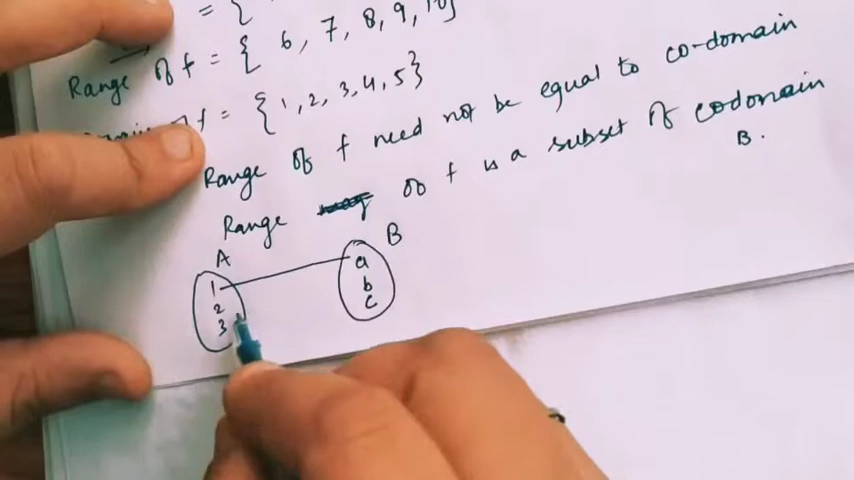 = {
Range of f = { 6, 7, 8, 9, 10}
f = {1, 2, 3, 4, 5}
Range of f need not be equal to co-domain
Range of f is a subset of codomain
B.
A B
1 a
2 b
3 c